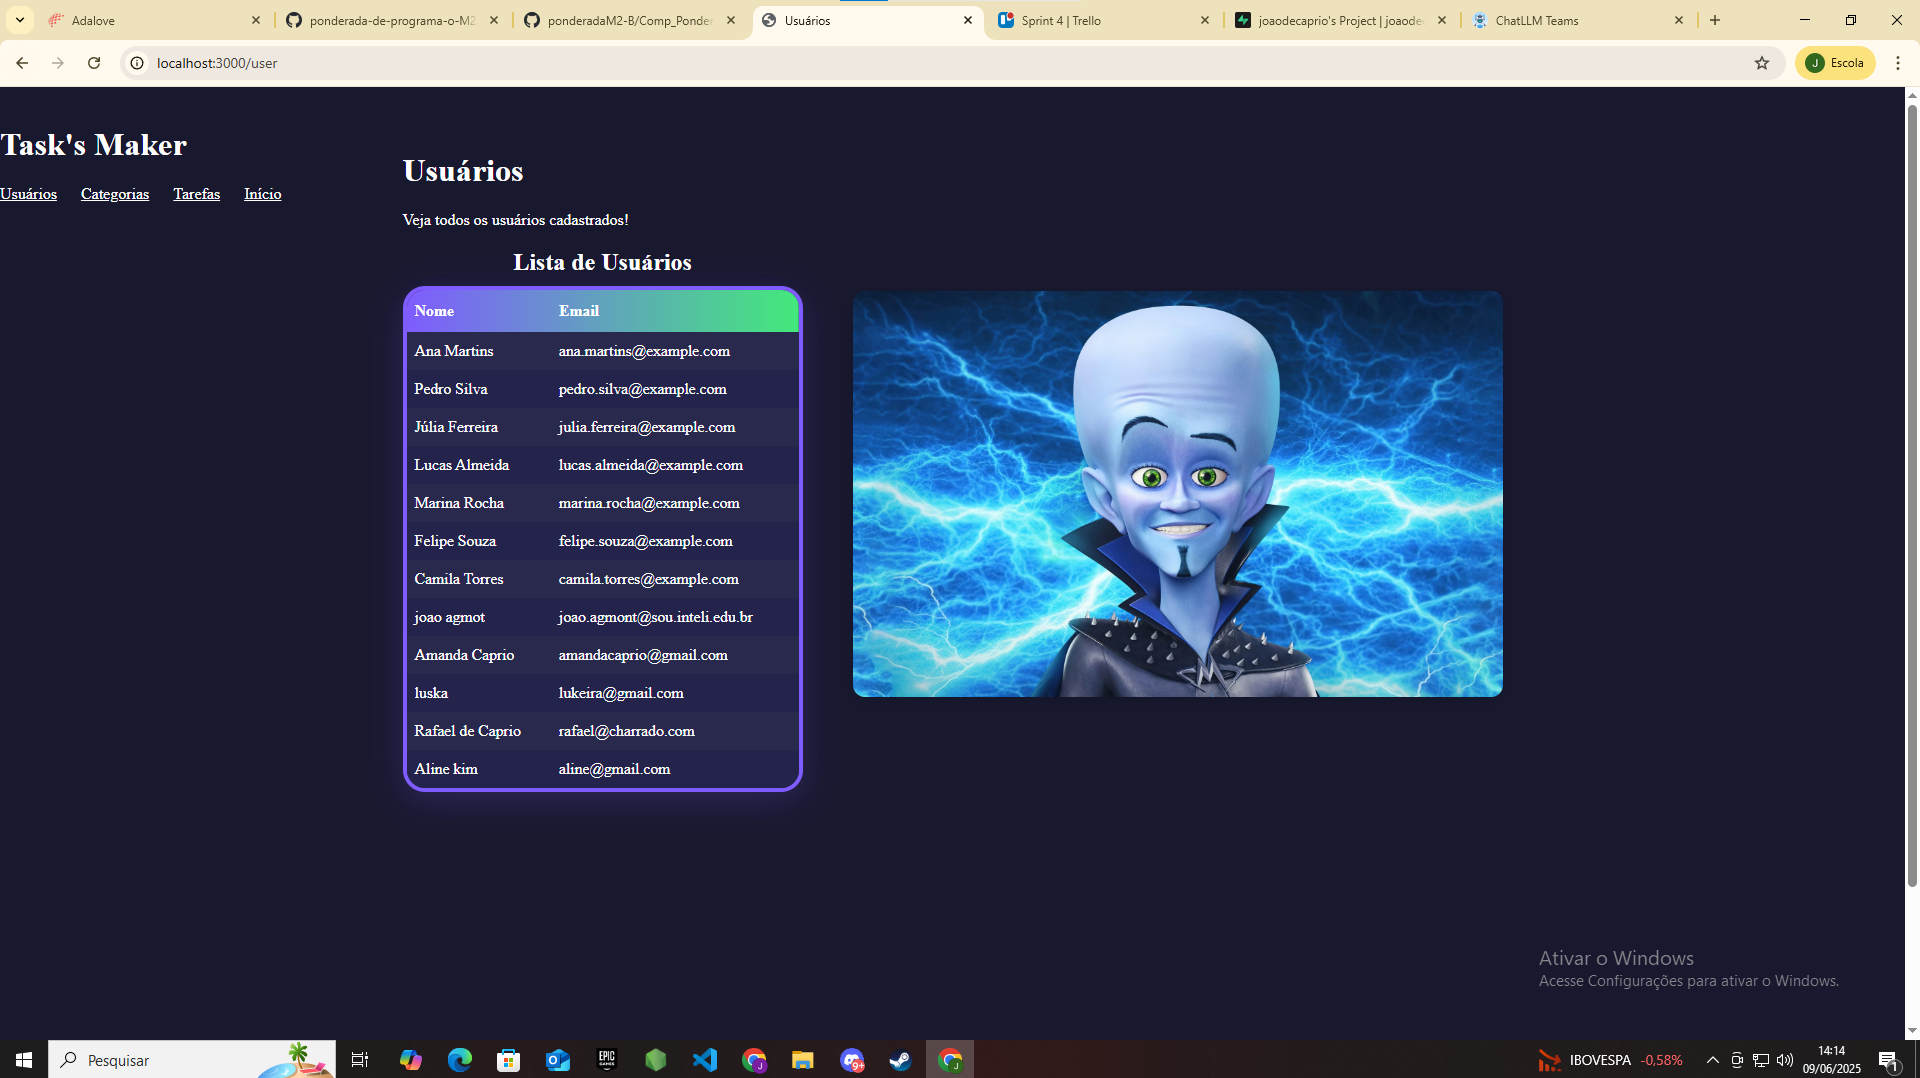 Adalove
ponderada-de-programa-o-M2
ponderadaM2-B/Comp_Ponder
Usuários
Sprint 4 | Trello
joaodecaprio's Project | joaode
ChatLLM Teams
localhost:3000/user
J Escola
Task's Maker
Usuários Categorias Tarefas Início
Usuários
Veja todos os usuários cadastrados!
Lista de Usuários
Nome Email
Ana Martins ana.martins@example.com
Pedro Silva pedro.silva@example.com
Júlia Ferreira julia.ferreira@example.com
Lucas Almeida lucas.almeida@example.com
Marina Rocha marina.rocha@example.com
Felipe Souza felipe.souza@example.com
Camila Torres camila.torres@example.com
joao agmot joao.agmont@sou.inteli.edu.br
Amanda Caprio amandacaprio@gmail.com
luska lukeira@gmail.com
Rafael de Caprio rafael@charrado.com
Aline kim aline@gmail.com
Ativar o Windows
Acesse Configurações para ativar o Windows.
Pesquisar
EPIC
GAMES
J
9+
J
IBOVESPA -0,58%
14:14
09/06/2025
1